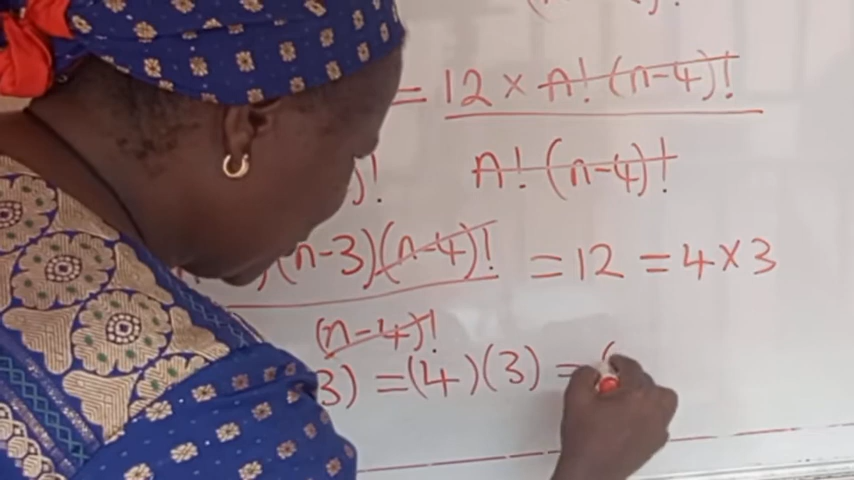 = 12 × n! (n-4)!
)! n! (n-4)!
(n-3)(n-4)! = 12 = 4 × 3
(n-4)!
3) = (4)(3) = (